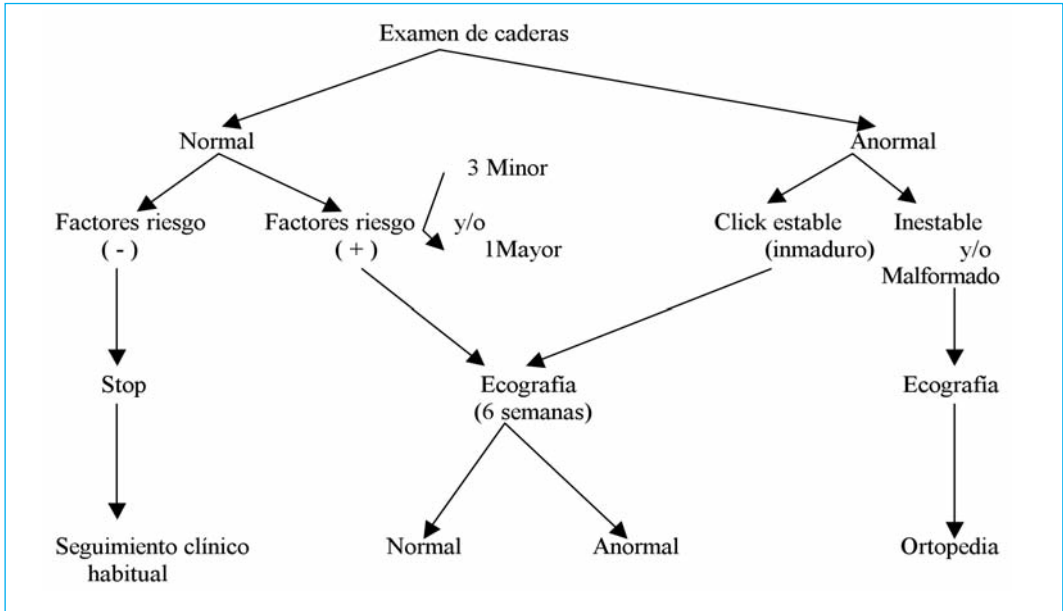 Examen de caderas
Normal
Anormal
3 Minor
Factores riesgo
( - )
Factores riesgo
( + )
y/o
1Mayor
Click estable
(inmaduro)
Inestable
y/o
Malformado
Stop
Ecografía
(6 semanas)
Ecografía
Seguimiento clínico
habitual
Normal
Anormal
Ortopedia